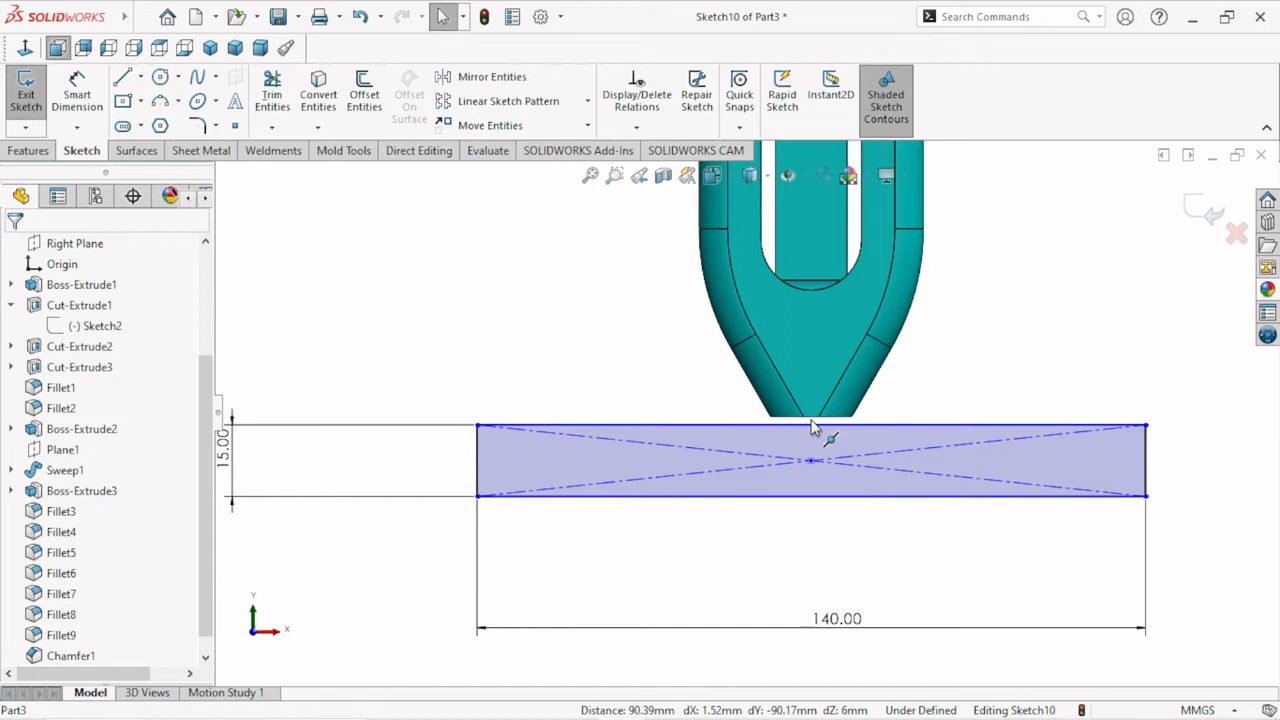 SOLIDWORKS
Sketch10 of Part3 *
Search Commands
Exit Sketch
Smart Dimension
Trim Entities
Convert Entities
Offset Entities
Offset On Surface
Mirror Entities
Linear Sketch Pattern
Move Entities
Display/Delete Relations
Repair Sketch
Quick Snaps
Rapid Sketch
Instant2D
Shaded Sketch Contours
Features Sketch Surfaces Sheet Metal Weldments Mold Tools Direct Editing Evaluate SOLIDWORKS Add-Ins SOLIDWORKS CAM
Right Plane
Origin
Boss-Extrude1
Cut-Extrude1
(-) Sketch2
Cut-Extrude2
Cut-Extrude3
Fillet1
Fillet2
Boss-Extrude2
Plane1
Sweep1
Boss-Extrude3
Fillet3
Fillet4
Fillet5
Fillet6
Fillet7
Fillet8
Fillet9
Chamfer1
15.00
140.00
Y
X
Model 3D Views Motion Study 1
Part3 Distance: 90.39mm dX: 1.52mm dY: -90.17mm dZ: 6mm Under Defined Editing Sketch10 MMGS